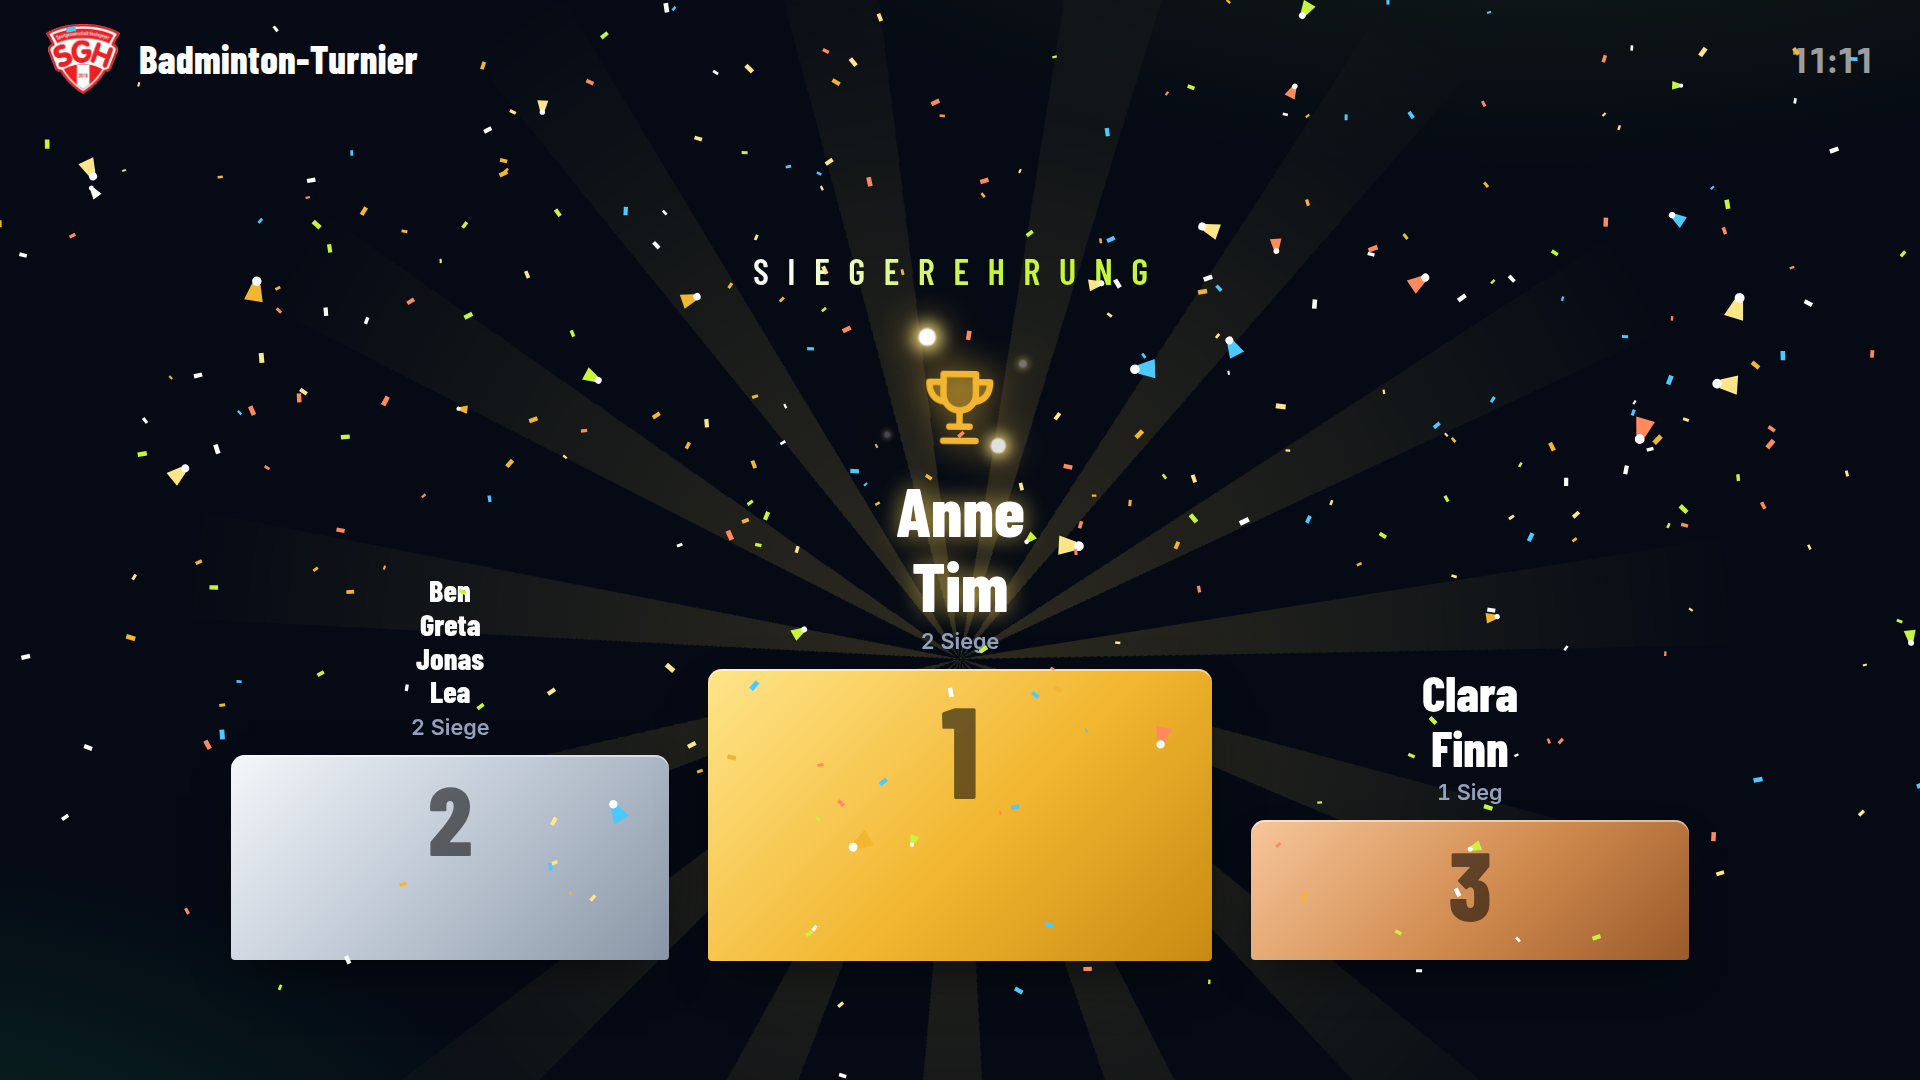 SGH
Badminton-Turnier
11:11
SIEGEREHRUNG
Anne
Tim
2 Siege
1
Ben
Greta
Jonas
Lea
2 Siege
2
Clara
Finn
1 Sieg
3